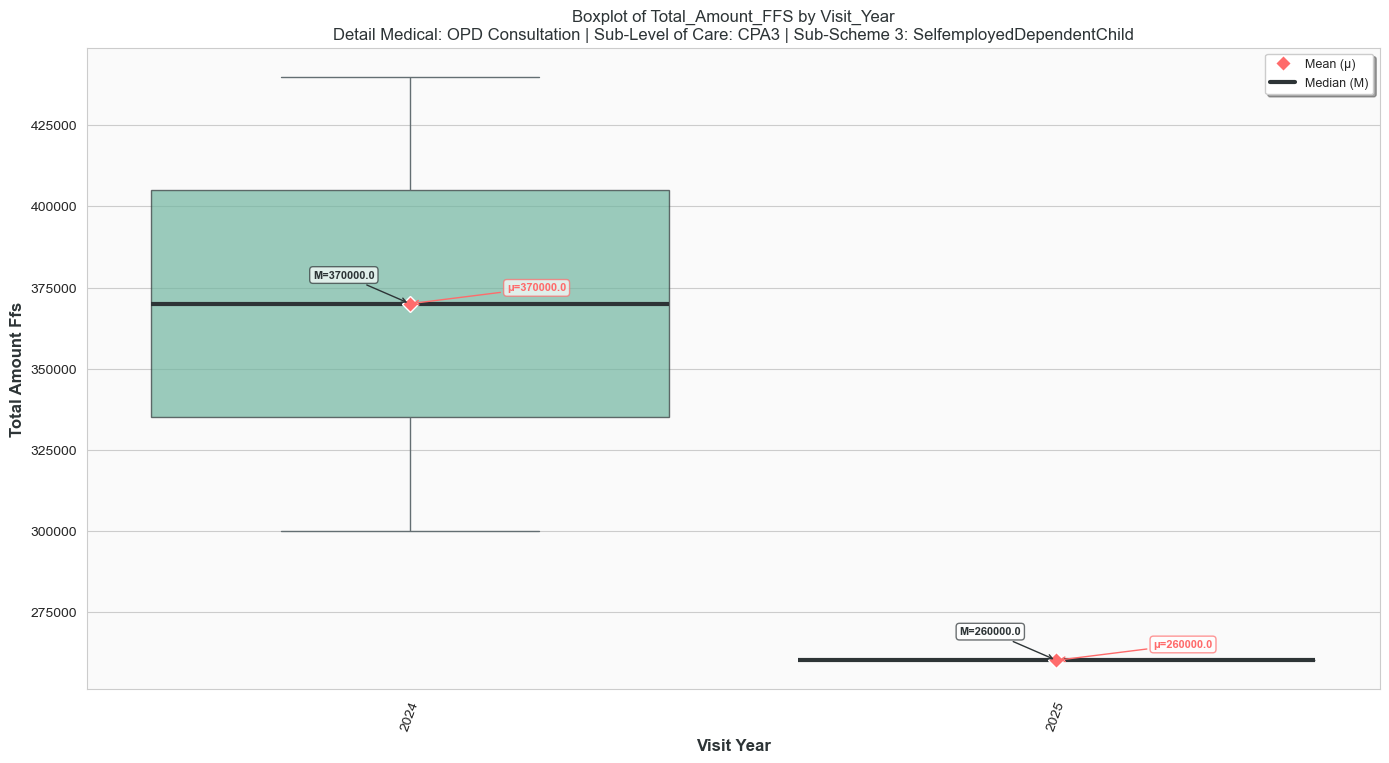 Boxplot of Total_Amount_FFS by Visit_Year
Detail Medical: OPD Consultation | Sub-Level of Care: CPA3 | Sub-Scheme 3: SelfemployedDependentChild
Mean (μ)
Median (M)
Total Amount Ffs
425000
400000
375000
350000
325000
300000
275000
M=370000.0
μ=370000.0
M=260000.0
μ=260000.0
2024
2025
Visit Year